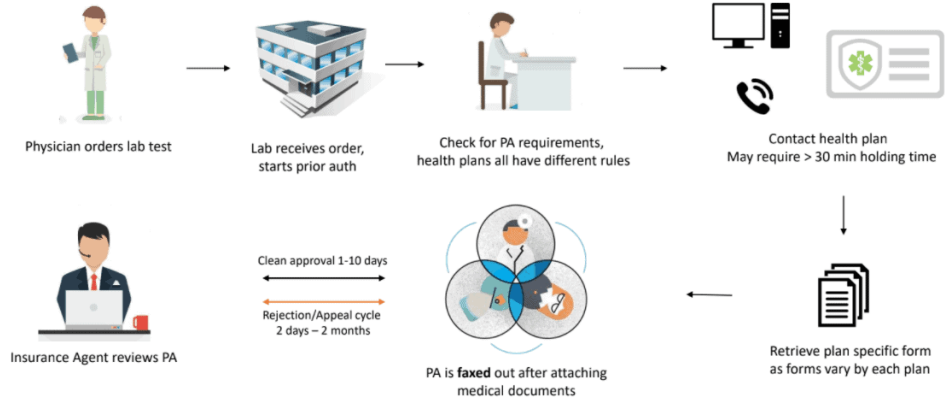 Physician orders lab test
Lab receives order,
starts prior auth
Check for PA requirements,
health plans all have different rules
Contact health plan
May require > 30 min holding time
Retrieve plan specific form
as forms vary by each plan
PA is faxed out after attaching
medical documents
Clean approval 1-10 days
Rejection/Appeal cycle
2 days – 2 months
Insurance Agent reviews PA